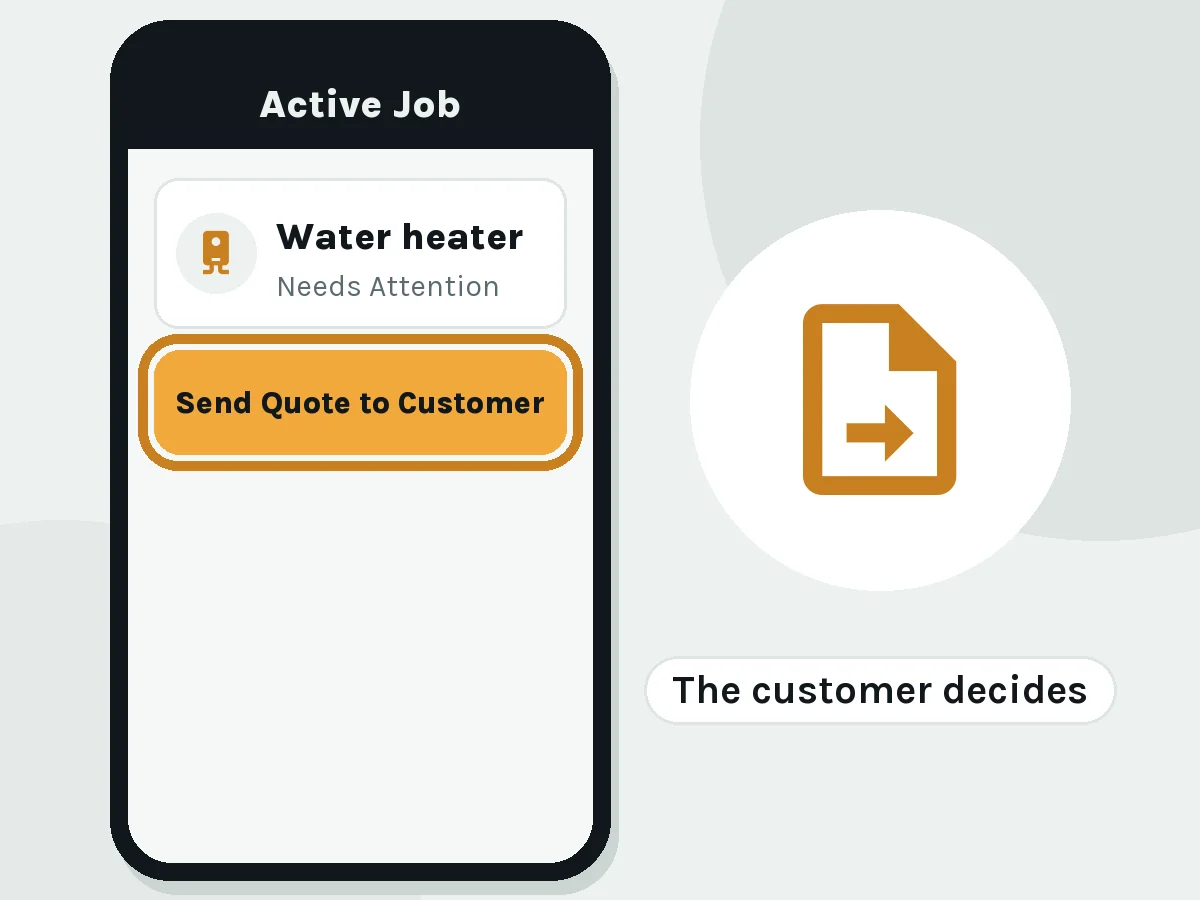 Active Job
Water heater
Needs Attention
Send Quote to Customer
The customer decides